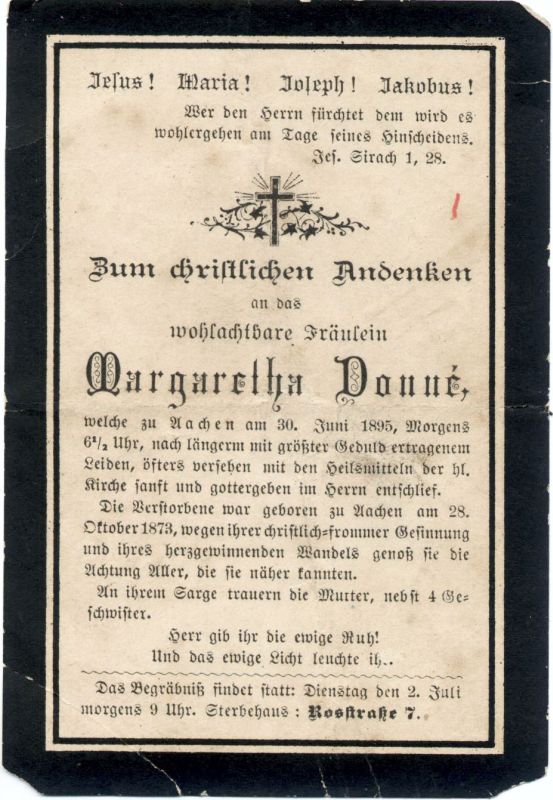 Jesus! Maria! Joseph! Jakobus!
Wer den Herrn fürchtet dem wird es
wohlergehen am Tage seines Hinscheidens.
Jes. Sirach 1, 28.
Zum christlichen Andenken
an das
wohlachtbare Fräulein
Margaretha Donné,
welche zu Aachen am 30. Juni 1895, Morgens
6½ Uhr, nach längerm mit größter Geduld ertragenem
Leiden, öfters versehen mit den Heilsmitteln der hl.
Kirche sanft und gottergeben im Herrn entschlief.
Die Verstorbene war geboren zu Aachen am 28.
Oktober 1873, wegen ihrer christlich-frommer Gesinnung
und ihres herzgewinnenden Wandels genoß sie die
Achtung Aller, die sie näher kannten.
An ihrem Sarge trauern die Mutter, nebst 4 Ge-
schwister.
Herr gib ihr die ewige Ruh!
Und das ewige Licht leuchte ih..
Das Begräbniß findet statt: Dienstag den 2. Juli
morgens 9 Uhr. Sterbehaus: Rosstraße 7.